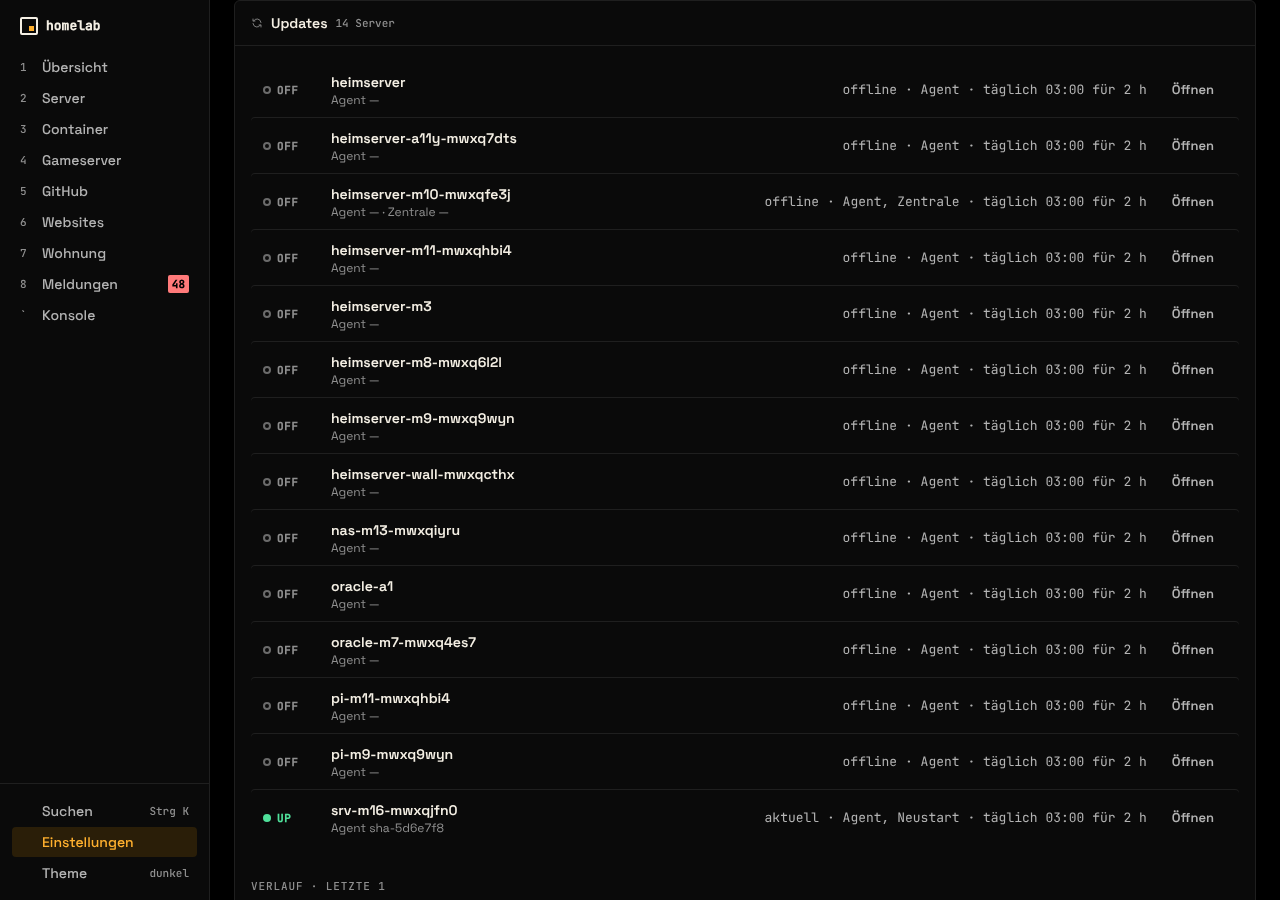 homelab
1 Übersicht
2 Server
3 Container
4 Gameserver
5 GitHub
6 Websites
7 Wohnung
8 Meldungen 48
` Konsole
Suchen Strg K
Einstellungen
Theme dunkel
Updates 14 Server
OFF heimserver offline · Agent · täglich 03:00 für 2 h Öffnen
Agent —
OFF heimserver-a11y-mwxq7dts offline · Agent · täglich 03:00 für 2 h Öffnen
Agent —
OFF heimserver-m10-mwxqfe3j offline · Agent, Zentrale · täglich 03:00 für 2 h Öffnen
Agent — · Zentrale —
OFF heimserver-m11-mwxqhbi4 offline · Agent · täglich 03:00 für 2 h Öffnen
Agent —
OFF heimserver-m3 offline · Agent · täglich 03:00 für 2 h Öffnen
Agent —
OFF heimserver-m8-mwxq6l2l offline · Agent · täglich 03:00 für 2 h Öffnen
Agent —
OFF heimserver-m9-mwxq9wyn offline · Agent · täglich 03:00 für 2 h Öffnen
Agent —
OFF heimserver-wall-mwxqcthx offline · Agent · täglich 03:00 für 2 h Öffnen
Agent —
OFF nas-m13-mwxqiyru offline · Agent · täglich 03:00 für 2 h Öffnen
Agent —
OFF oracle-a1 offline · Agent · täglich 03:00 für 2 h Öffnen
Agent —
OFF oracle-m7-mwxq4es7 offline · Agent · täglich 03:00 für 2 h Öffnen
Agent —
OFF pi-m11-mwxqhbi4 offline · Agent · täglich 03:00 für 2 h Öffnen
Agent —
OFF pi-m9-mwxq9wyn offline · Agent · täglich 03:00 für 2 h Öffnen
Agent —
UP srv-m16-mwxqjfn0 aktuell · Agent, Neustart · täglich 03:00 für 2 h Öffnen
Agent sha-5d6e7f8
VERLAUF · LETZTE 1